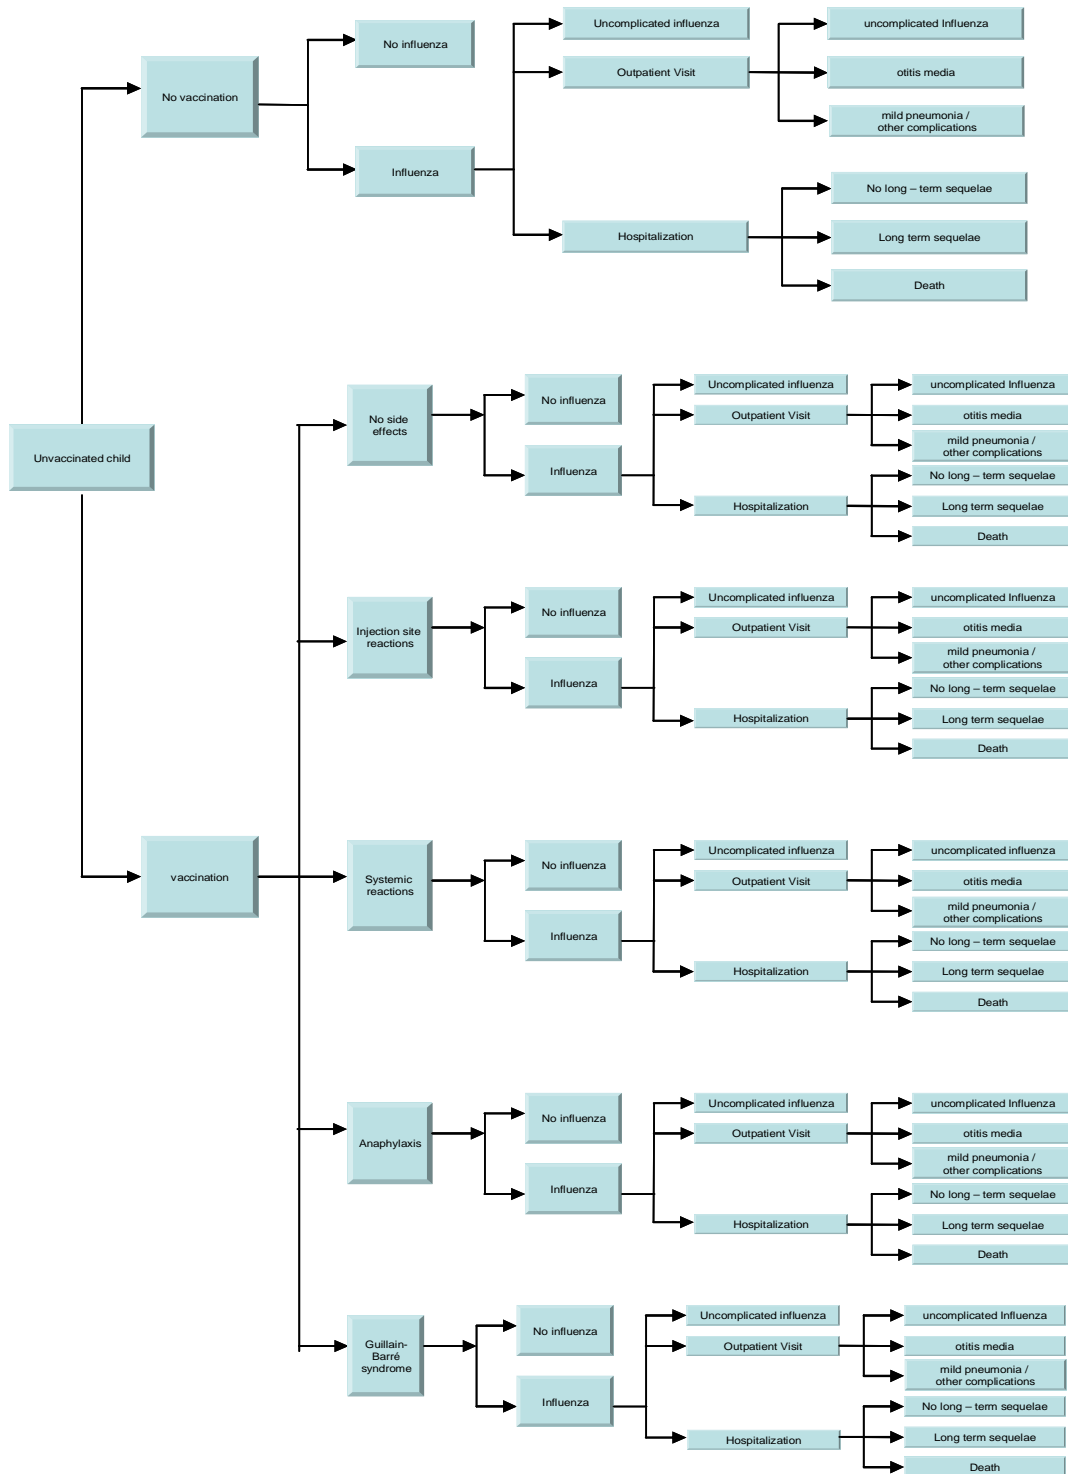 Uncomplicated influenza
uncomplicated Influenza
No influenza
Outpatient Visit
otitis media
No vaccination
mild pneumonia /
other complications
Influenza
No long – term sequelae
Hospitalization
Long term sequelae
Death
Unvaccinated child
No side
effects
No influenza
Uncomplicated influenza
uncomplicated Influenza
Outpatient Visit
otitis media
mild pneumonia /
other complications
Influenza
No long – term sequelae
Hospitalization
Long term sequelae
Death
Injection site
reactions
No influenza
Uncomplicated influenza
uncomplicated Influenza
Outpatient Visit
otitis media
mild pneumonia /
other complications
Influenza
No long – term sequelae
Hospitalization
Long term sequelae
Death
vaccination
Systemic
reactions
No influenza
Uncomplicated influenza
uncomplicated Influenza
Outpatient Visit
otitis media
mild pneumonia /
other complications
Influenza
No long – term sequelae
Hospitalization
Long term sequelae
Death
Anaphylaxis
No influenza
Uncomplicated influenza
uncomplicated Influenza
Outpatient Visit
otitis media
mild pneumonia /
other complications
Influenza
No long – term sequelae
Hospitalization
Long term sequelae
Death
Guillain-
Barré
syndrome
No influenza
Uncomplicated influenza
uncomplicated Influenza
Outpatient Visit
otitis media
mild pneumonia /
other complications
Influenza
No long – term sequelae
Hospitalization
Long term sequelae
Death